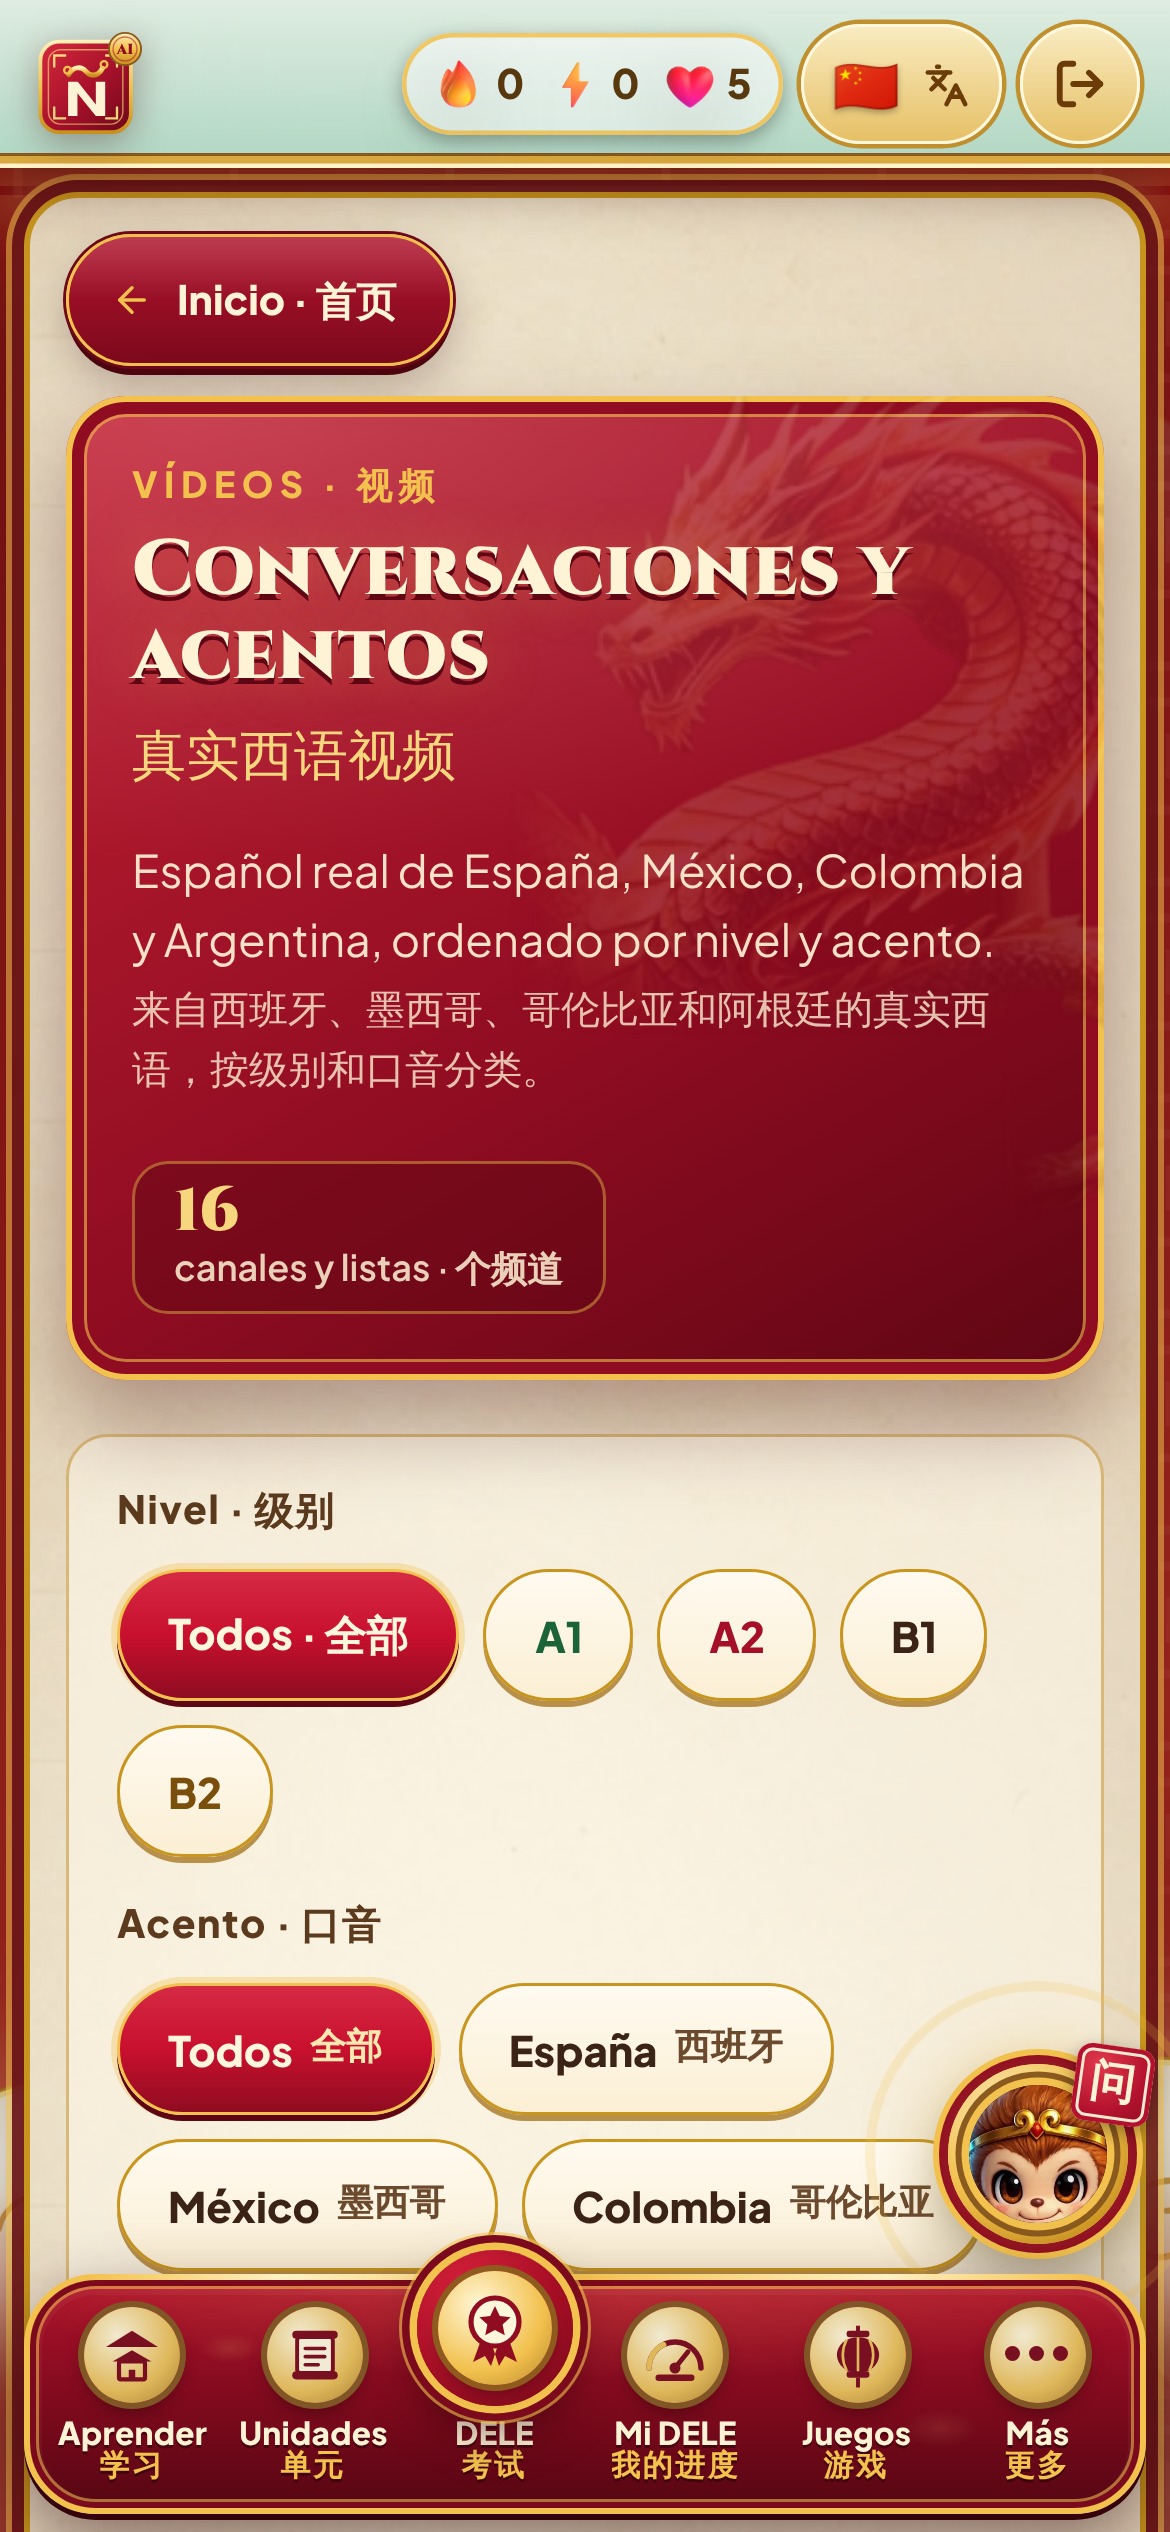 AI
Ñ
0 0 5
Inicio · 首页
VÍDEOS · 视频
CONVERSACIONES Y
ACENTOS
真实西语视频
Español real de España, México, Colombia
y Argentina, ordenado por nivel y acento.
来自西班牙、墨西哥、哥伦比亚和阿根廷的真实西
语，按级别和口音分类。
16
canales y listas · 个频道
Nivel · 级别
Todos · 全部 A1 A2 B1
B2
Acento · 口音
Todos 全部 España 西班牙
问
México 墨西哥 Colombia 哥伦比亚
Aprender Unidades DELE Mi DELE Juegos Más
学习 单元 考试 我的进度 游戏 更多